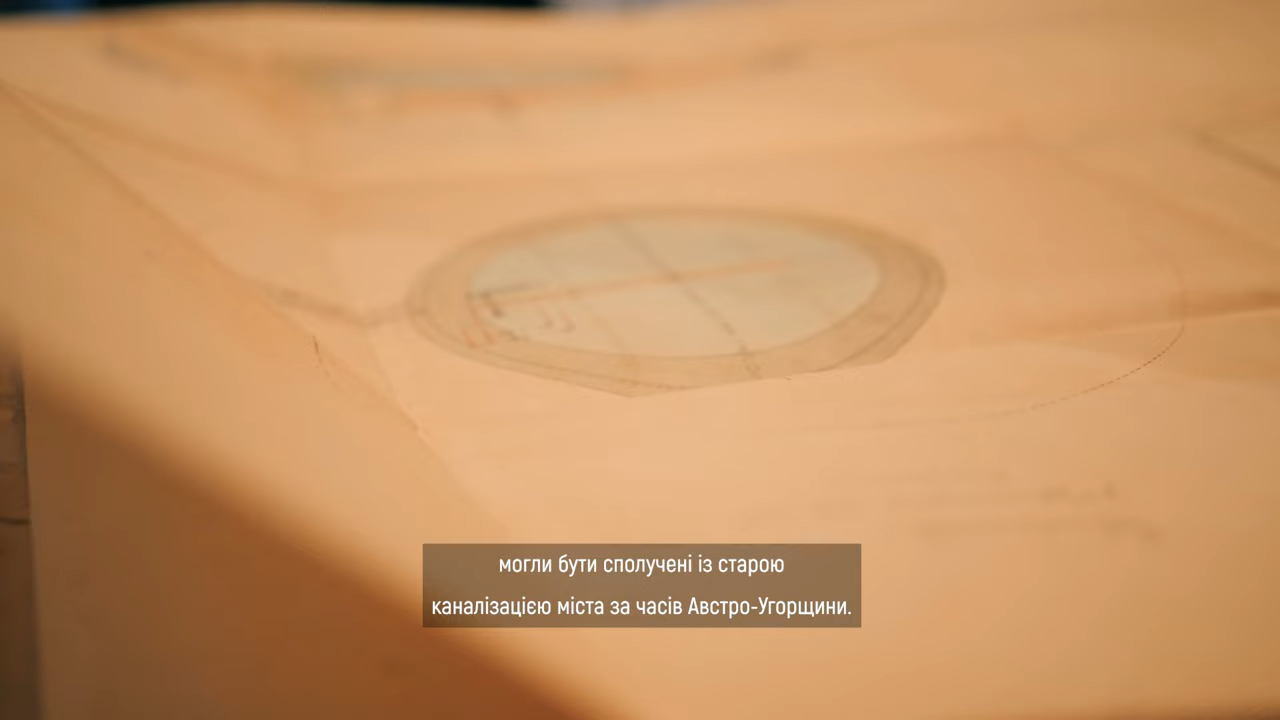 могли бути сполучені із старою
каналізацією міста за часів Австро-Угорщини.